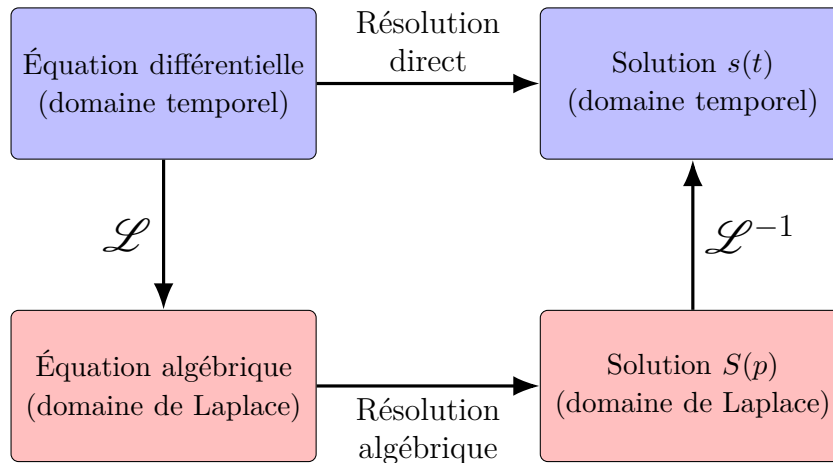 Équation différentielle
(domaine temporel)
Résolution
direct
Solution s(t)
(domaine temporel)
ℒ
ℒ⁻¹
Équation algébrique
(domaine de Laplace)
Résolution
algébrique
Solution S(p)
(domaine de Laplace)